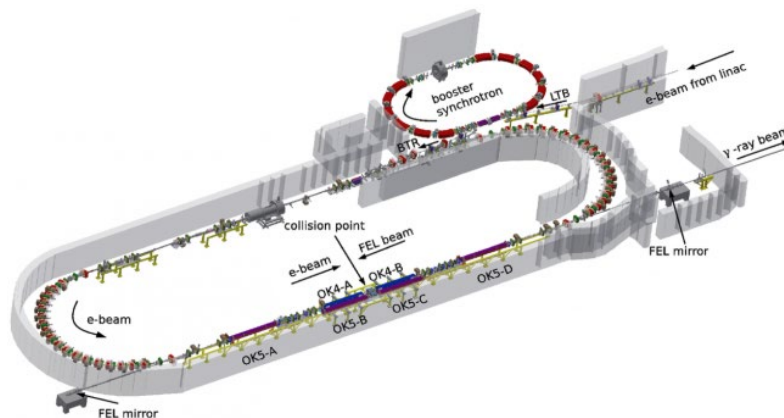 e-beam from linac
LTB
booster
synchrotron
BTR
γ-ray beam
FEL mirror
collision point
FEL beam
e-beam
OK4-A
OK4-B
OK5-D
OK5-C
OK5-B
OK5-A
e-beam
FEL mirror